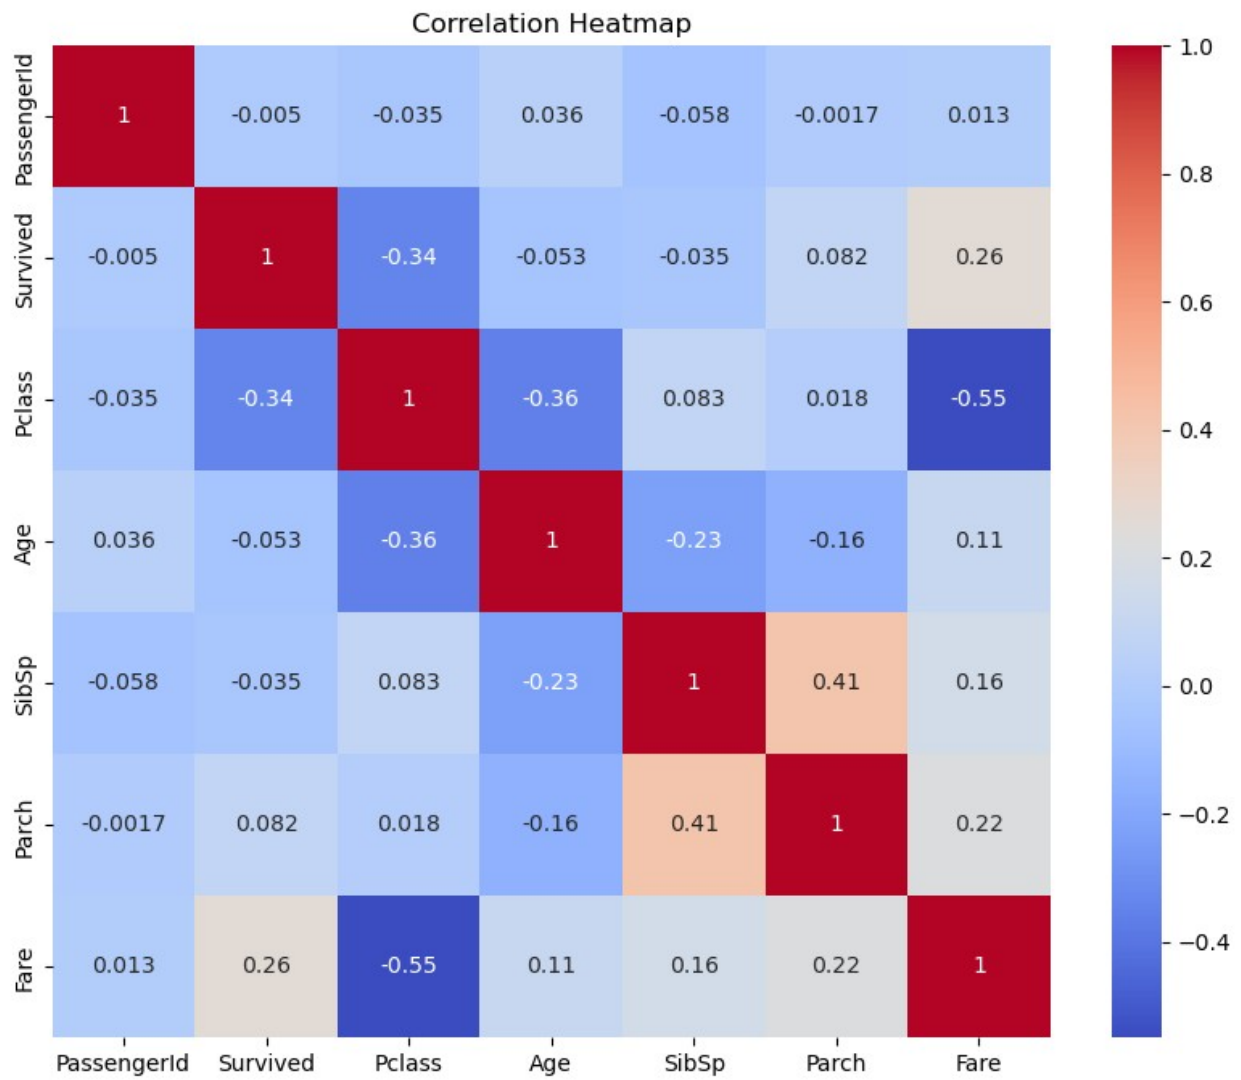 Correlation Heatmap
PassengerId 1 -0.005 -0.035 0.036 -0.058 -0.0017 0.013
Survived -0.005 1 -0.34 -0.053 -0.035 0.082 0.26
Pclass -0.035 -0.34 1 -0.36 0.083 0.018 -0.55
Age 0.036 -0.053 -0.36 1 -0.23 -0.16 0.11
SibSp -0.058 -0.035 0.083 -0.23 1 0.41 0.16
Parch -0.0017 0.082 0.018 -0.16 0.41 1 0.22
Fare 0.013 0.26 -0.55 0.11 0.16 0.22 1
PassengerId Survived Pclass Age SibSp Parch Fare
1.0
0.8
0.6
0.4
0.2
0.0
−0.2
−0.4